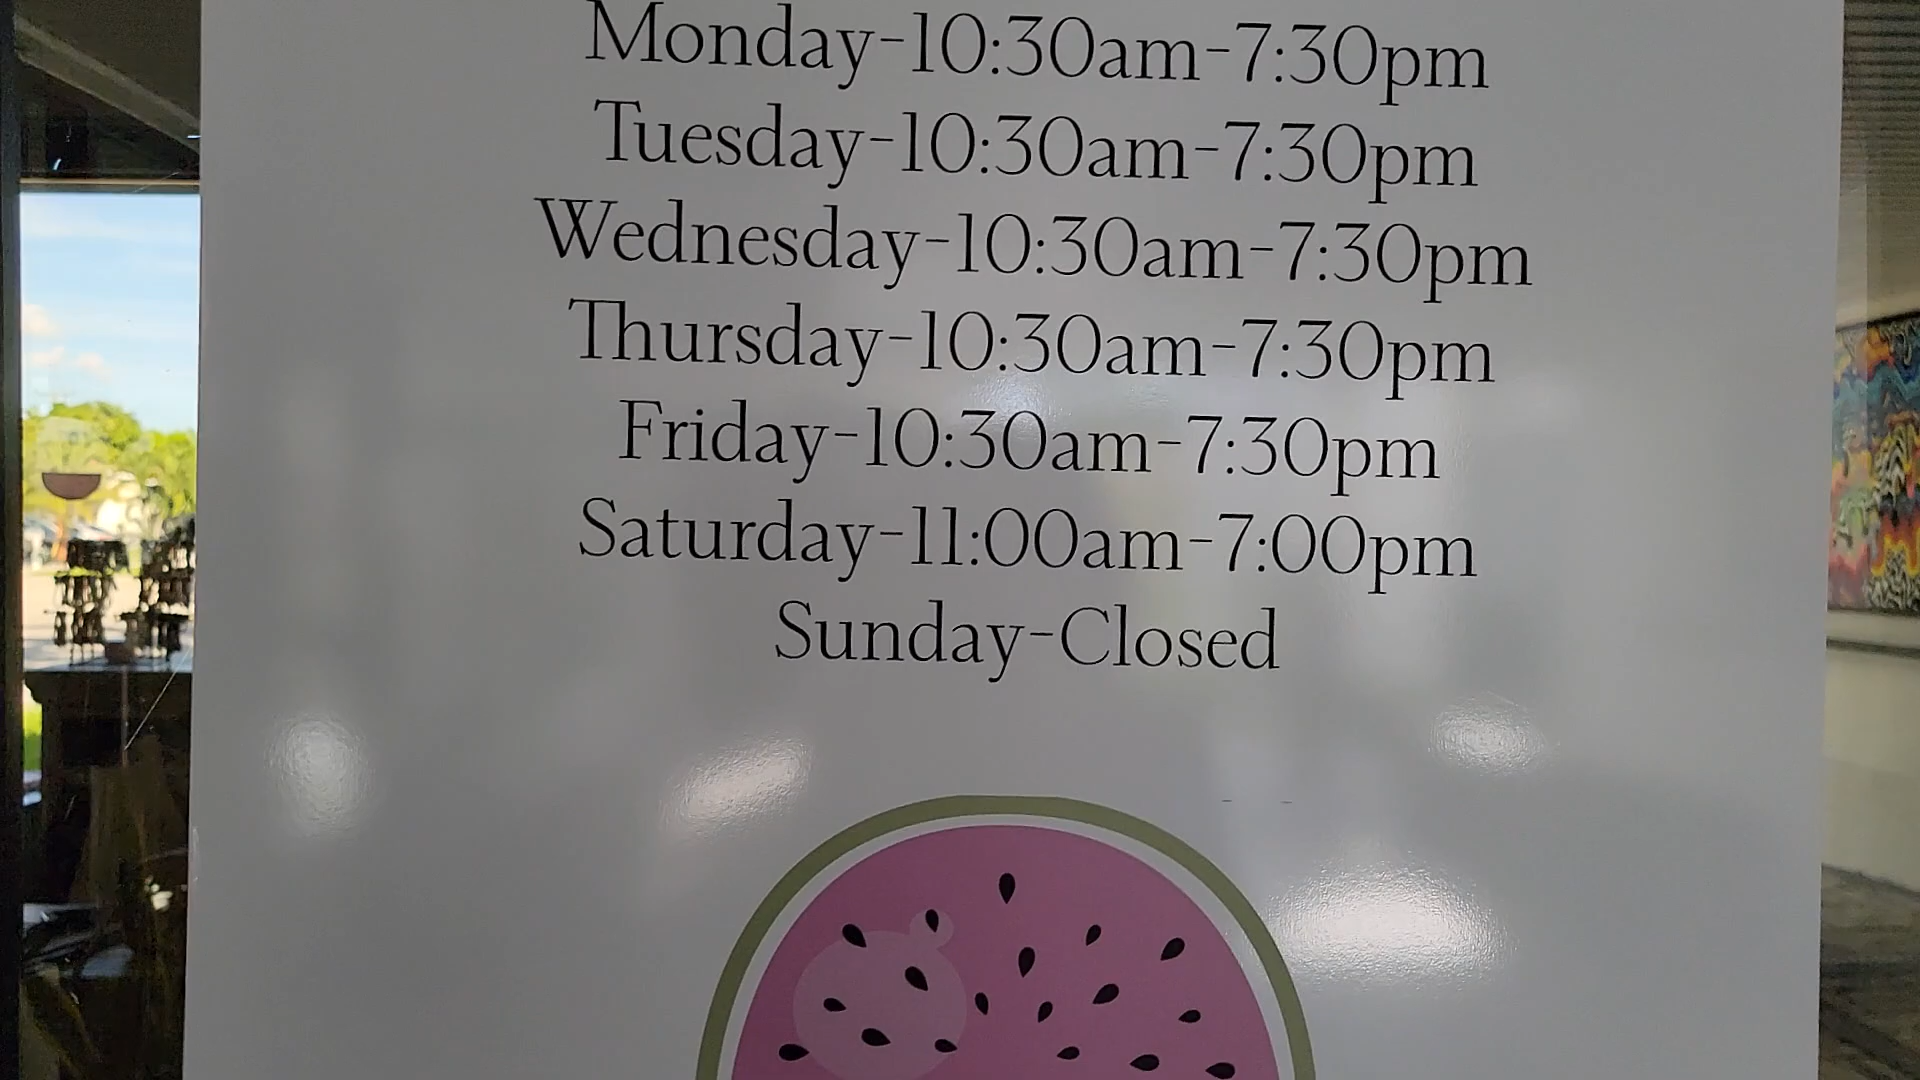 Monday-10:30am-7:30pm
Tuesday-10:30am-7:30pm
Wednesday-10:30am-7:30pm
Thursday-10:30am-7:30pm
Friday-10:30am-7:30pm
Saturday-11:00am-7:00pm
Sunday-Closed